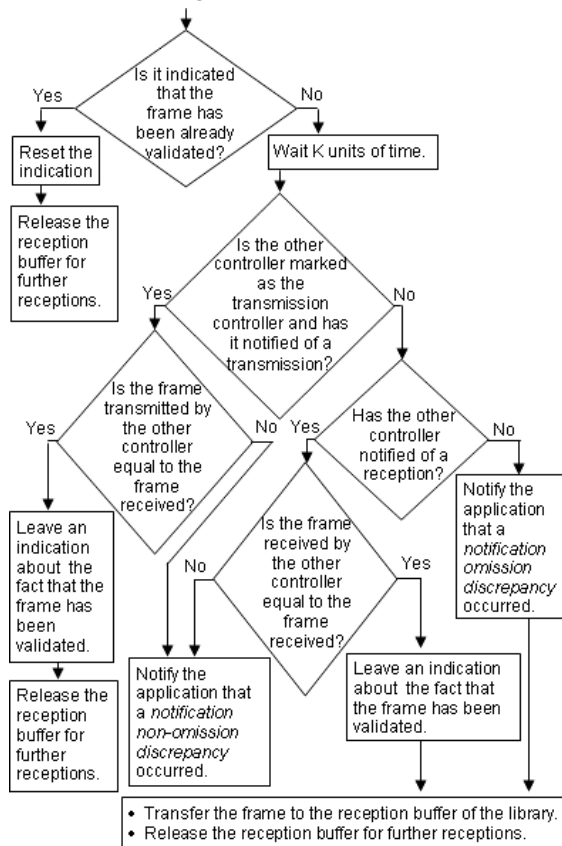 Is it indicated
that the
frame has
been already
validated?
Yes
No
Reset the
indication
Wait K units of time.
Release the
reception
buffer for
further
receptions.
Is the other
controller marked
as the
transmission
controller and has
it notified of a
transmission?
Yes
No
Is the frame
transmitted by
the other
controller
equal to the
frame
received?
Yes
No
Has the other
controller
notified of a
reception?
Yes
No
Leave an
indication
about the
fact that the
frame has
been
validated.
Is the frame
received by
the other
controller
equal to the
frame
received?
No
Yes
Notify the
application
that a
notification
omission
discrepancy
occurred.
Release the
reception
buffer for
further
receptions.
Notify the
application that
a notification
non-omission
discrepancy
occurred.
Leave an indication
about the fact that
the frame has been
validated.
• Transfer the frame to the reception buffer of the library.
• Release the reception buffer for further receptions.